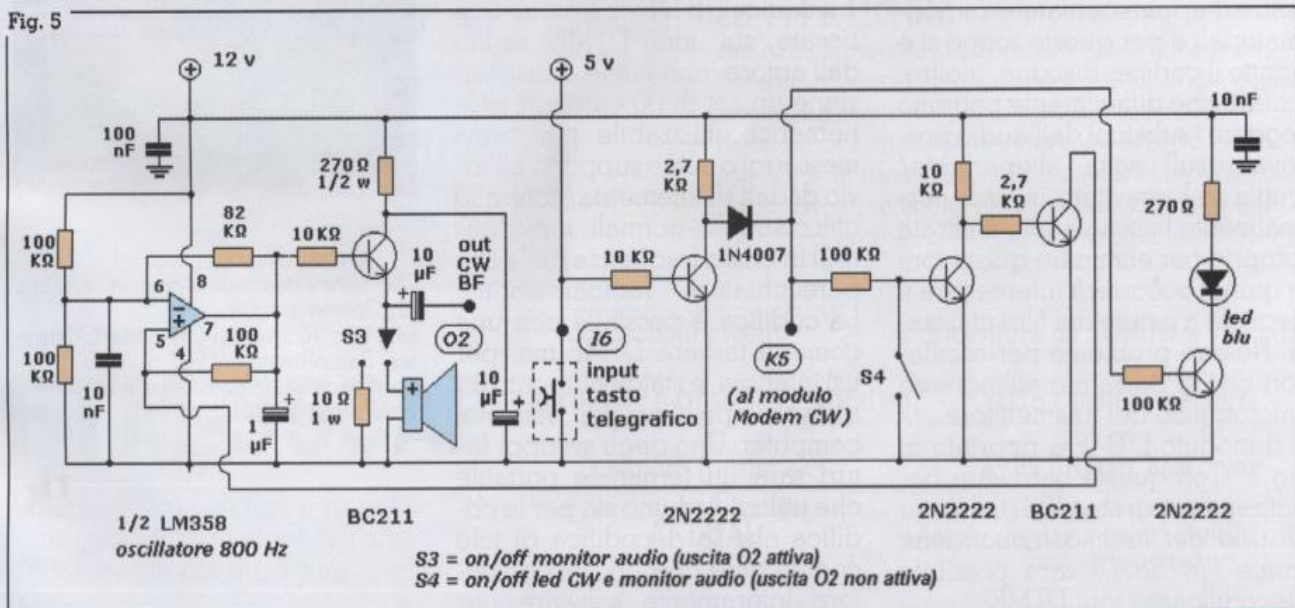 Fig. 5
12 v
5 v
100
nF
270 Ω
1/2 w
2,7
KΩ
10
KΩ
2,7
KΩ
10 nF
270 Ω
100
KΩ
82
KΩ
10 KΩ
10
µF
out
CW
BF
10 KΩ
1N4007
100 KΩ
led
blu
6
8
7
5
4
100
KΩ
S3
O2
I6
K5
S4
100
KΩ
10
nF
1
µF
10 Ω
1 w
10
µF
input
tasto
telegrafico
(al modulo
Modem CW)
100 KΩ
1/2 LM358
oscillatore 800 Hz
BC211
2N2222
2N2222
BC211
2N2222
S3 = on/off monitor audio (uscita O2 attiva)
S4 = on/off led CW e monitor audio (uscita O2 non attiva)